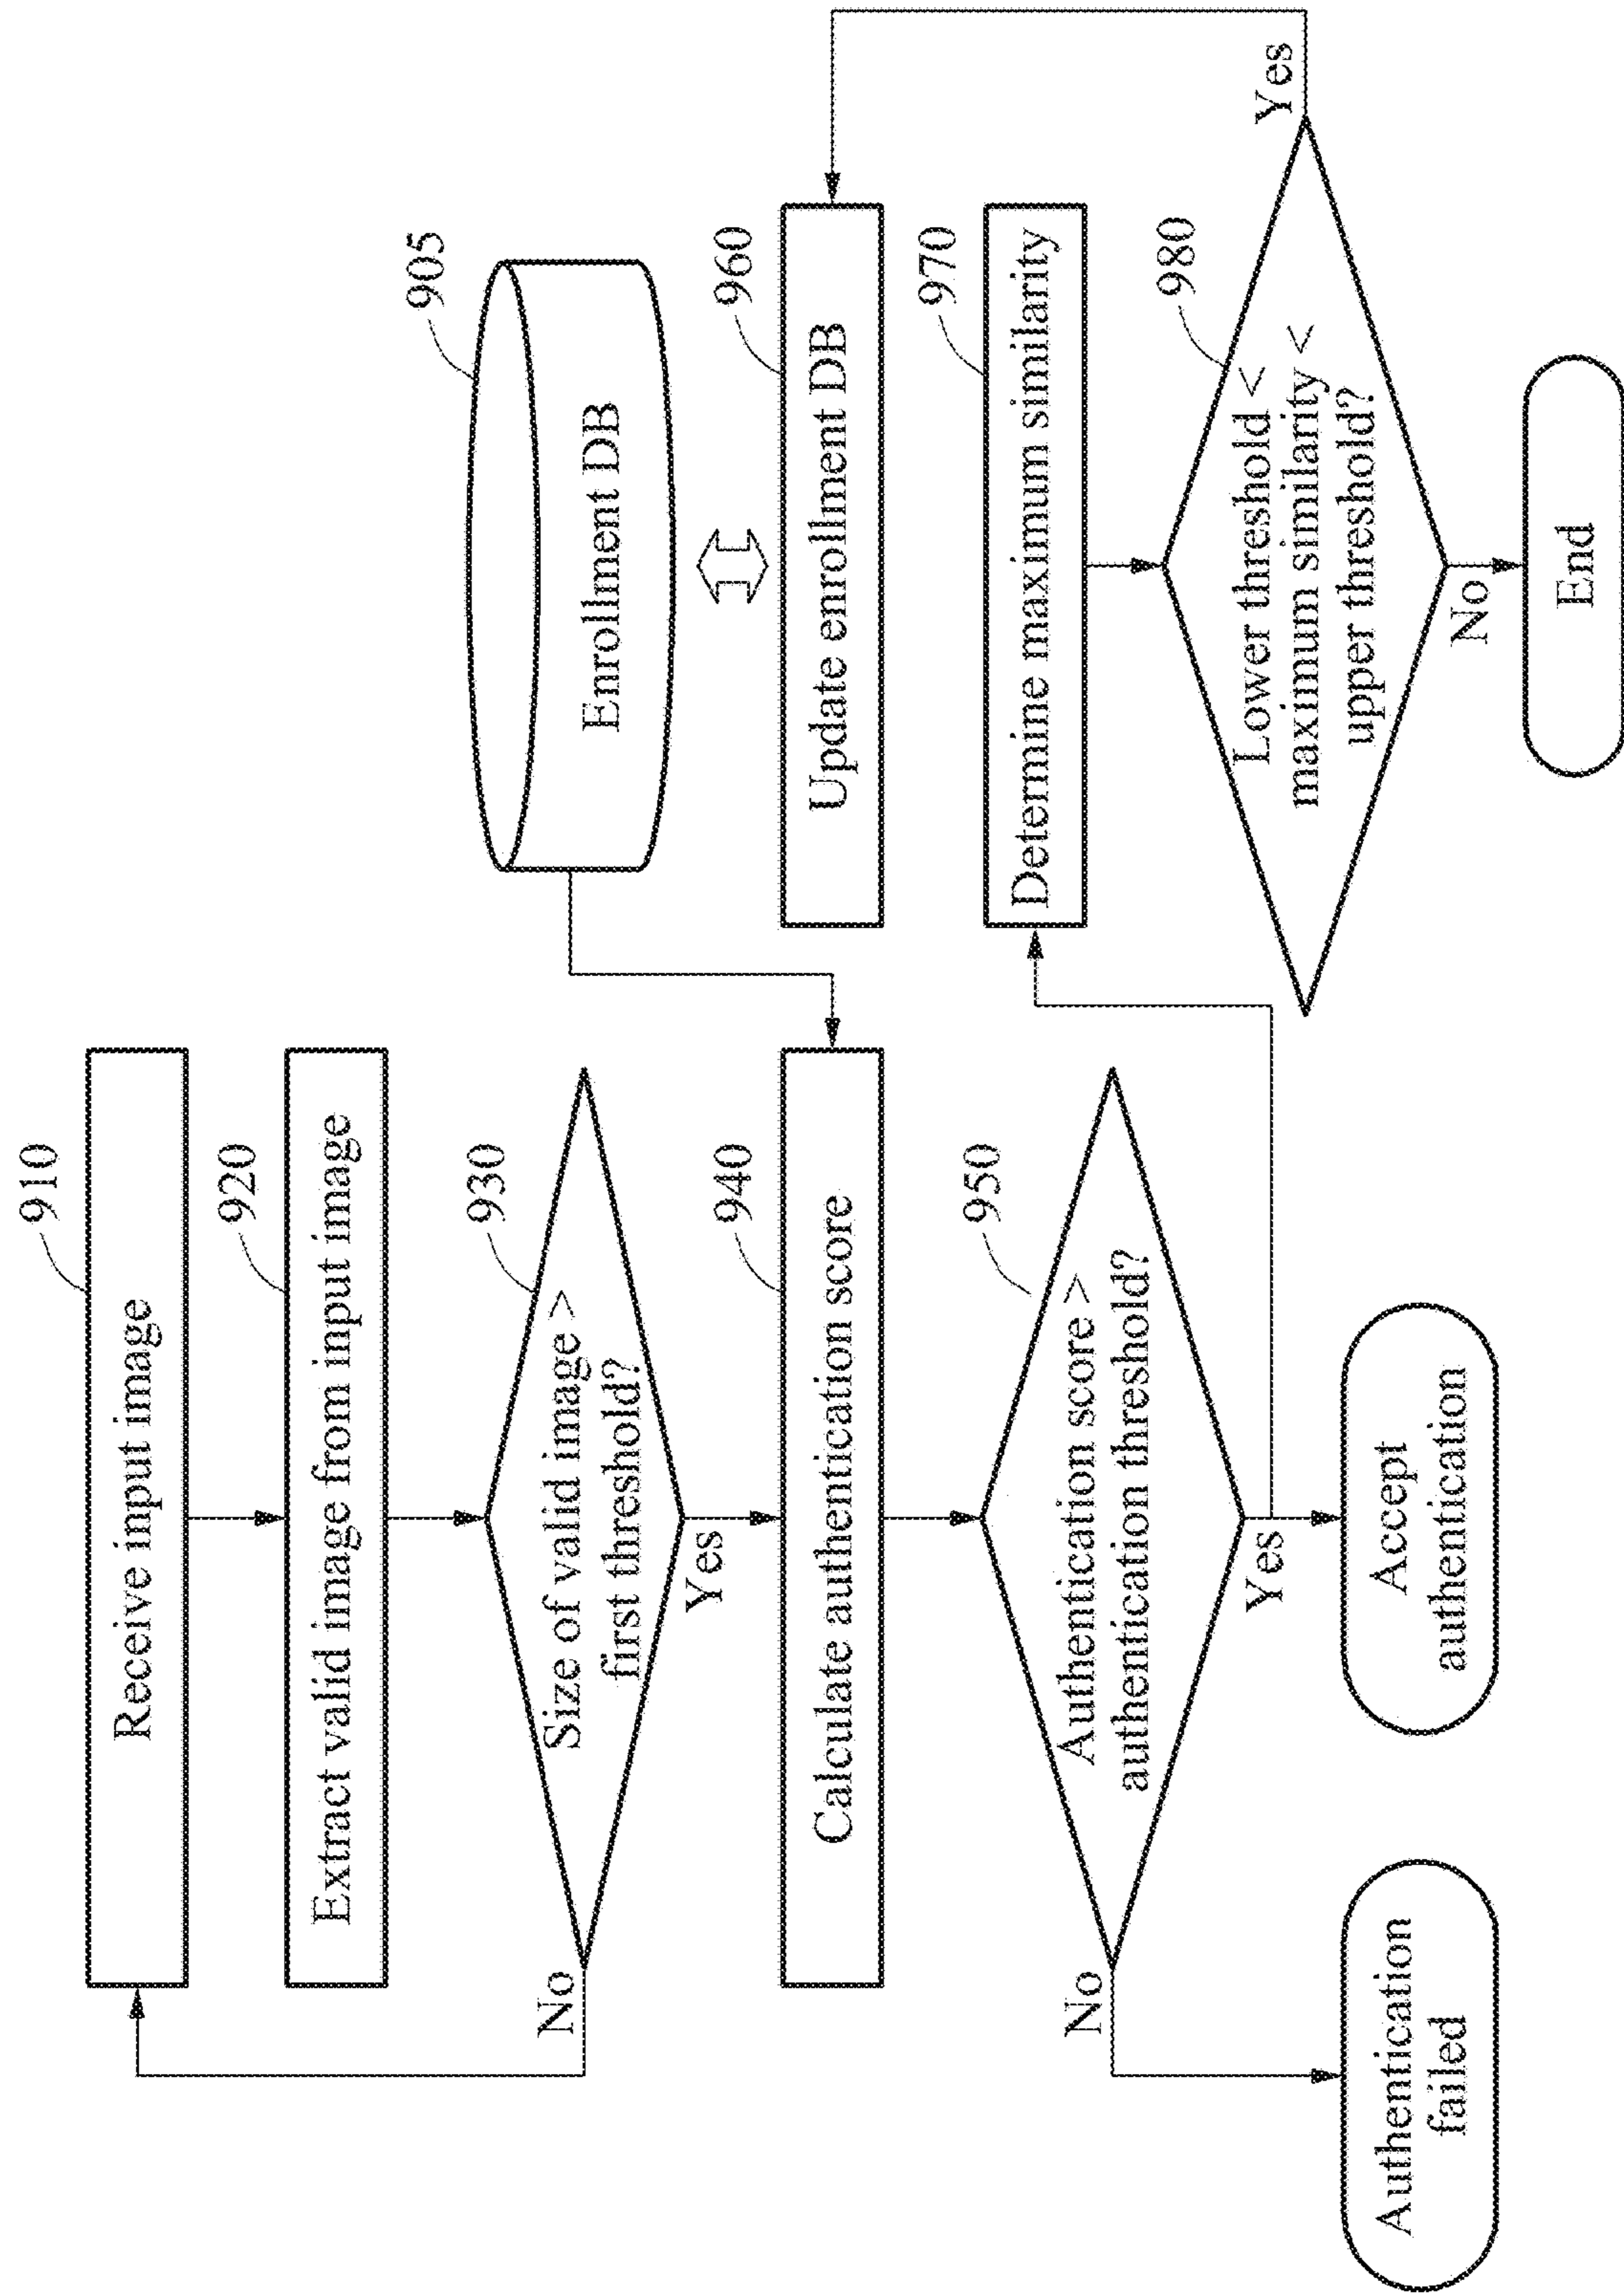 910
Receive input image
920
Extract valid image from input image
930
Size of valid image >
first threshold?
No
Yes
940
Calculate authentication score
950
Authentication score >
authentication threshold?
No
Yes
Authentication
failed
Accept
authentication
905
Enrollment DB
960
Update enrollment DB
970
Determine maximum similarity
980
Lower threshold <
maximum similarity <
upper threshold?
Yes
No
End